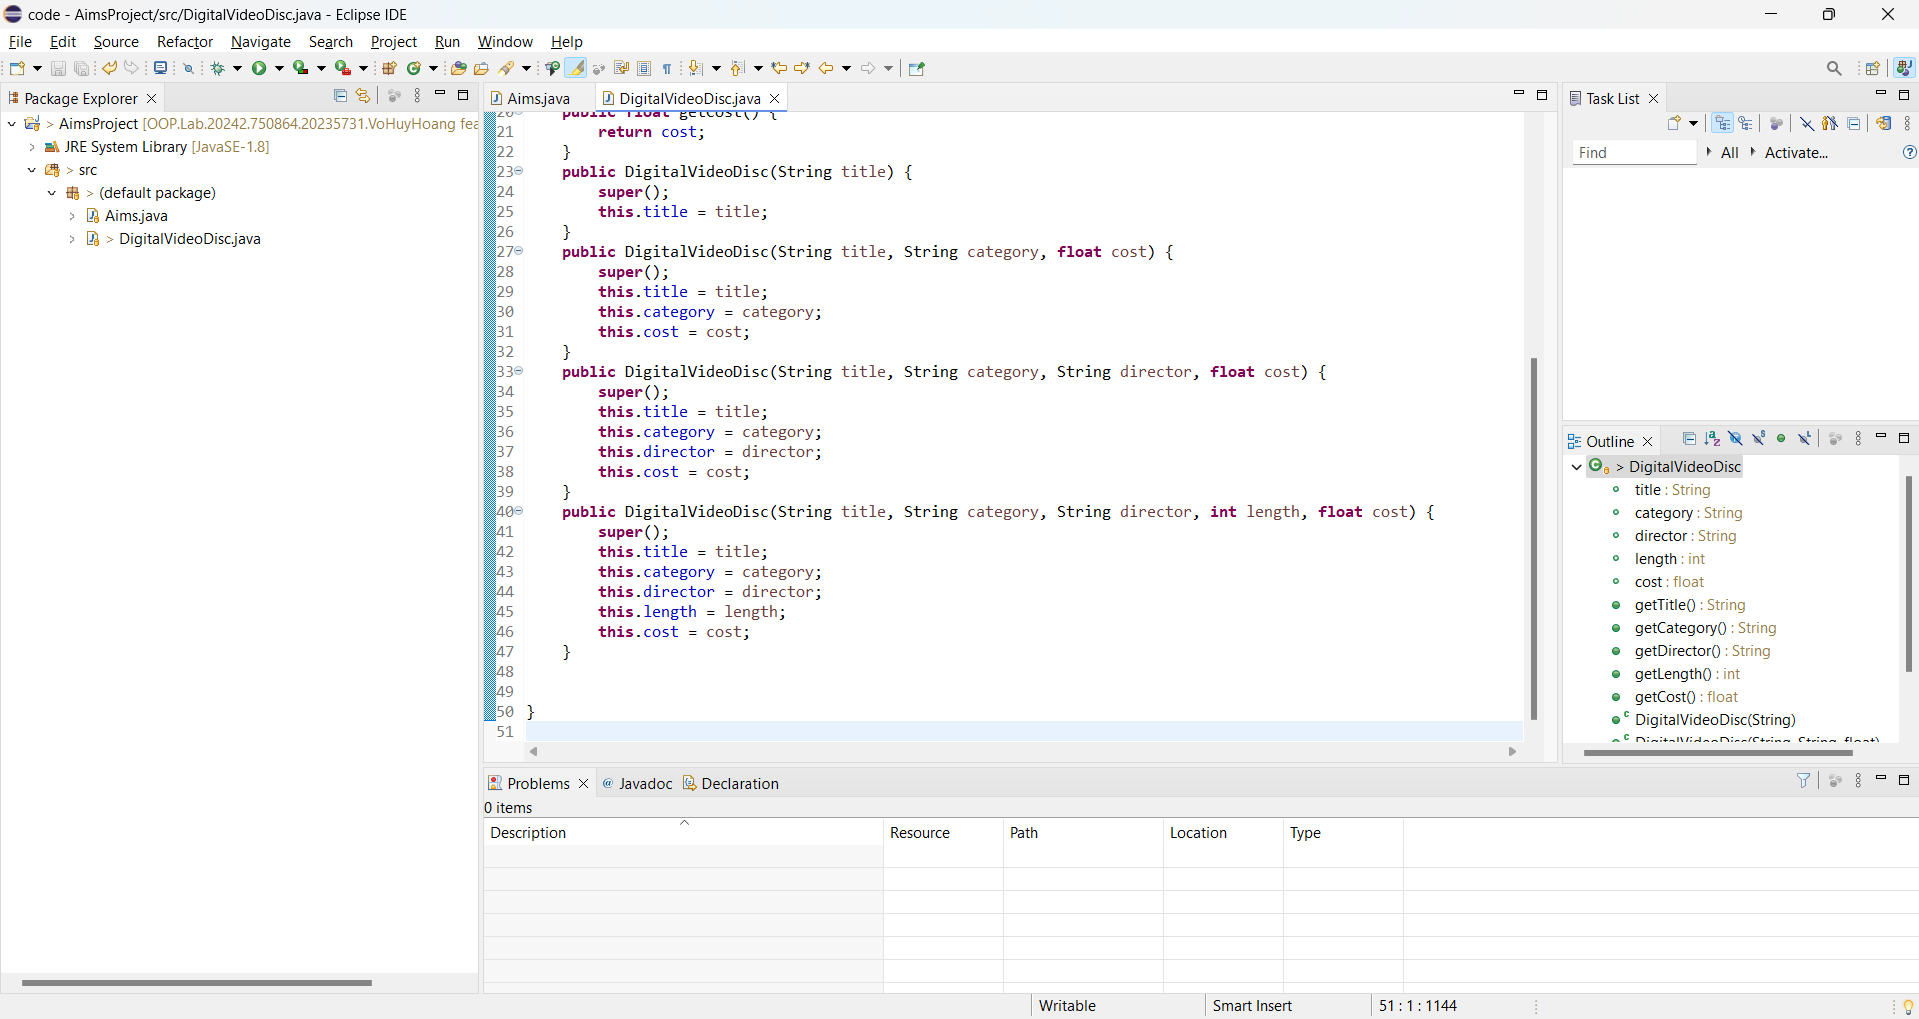 code - AimsProject/src/DigitalVideoDisc.java - Eclipse IDE
File Edit Source Refactor Navigate Search Project Run Window Help
Package Explorer
> AimsProject [OOP.Lab.20242.750864.20235731.VoHuyHoang fea
JRE System Library [JavaSE-1.8]
> src
> (default package)
Aims.java
> DigitalVideoDisc.java
Aims.java DigitalVideoDisc.java
20 public float getCost() {
21 return cost;
22 }
23 public DigitalVideoDisc(String title) {
24 super();
25 this.title = title;
26 }
27 public DigitalVideoDisc(String title, String category, float cost) {
28 super();
29 this.title = title;
30 this.category = category;
31 this.cost = cost;
32 }
33 public DigitalVideoDisc(String title, String category, String director, float cost) {
34 super();
35 this.title = title;
36 this.category = category;
37 this.director = director;
38 this.cost = cost;
39 }
40 public DigitalVideoDisc(String title, String category, String director, int length, float cost) {
41 super();
42 this.title = title;
43 this.category = category;
44 this.director = director;
45 this.length = length;
46 this.cost = cost;
47 }
48
49
50 }
51
Task List
Find All Activate...
Outline
> DigitalVideoDisc
title : String
category : String
director : String
length : int
cost : float
getTitle() : String
getCategory() : String
getDirector() : String
getLength() : int
getCost() : float
DigitalVideoDisc(String)
DigitalVideoDisc(String, String, float)
Problems @ Javadoc Declaration
0 items
Description Resource Path Location Type
Writable Smart Insert 51 : 1 : 1144